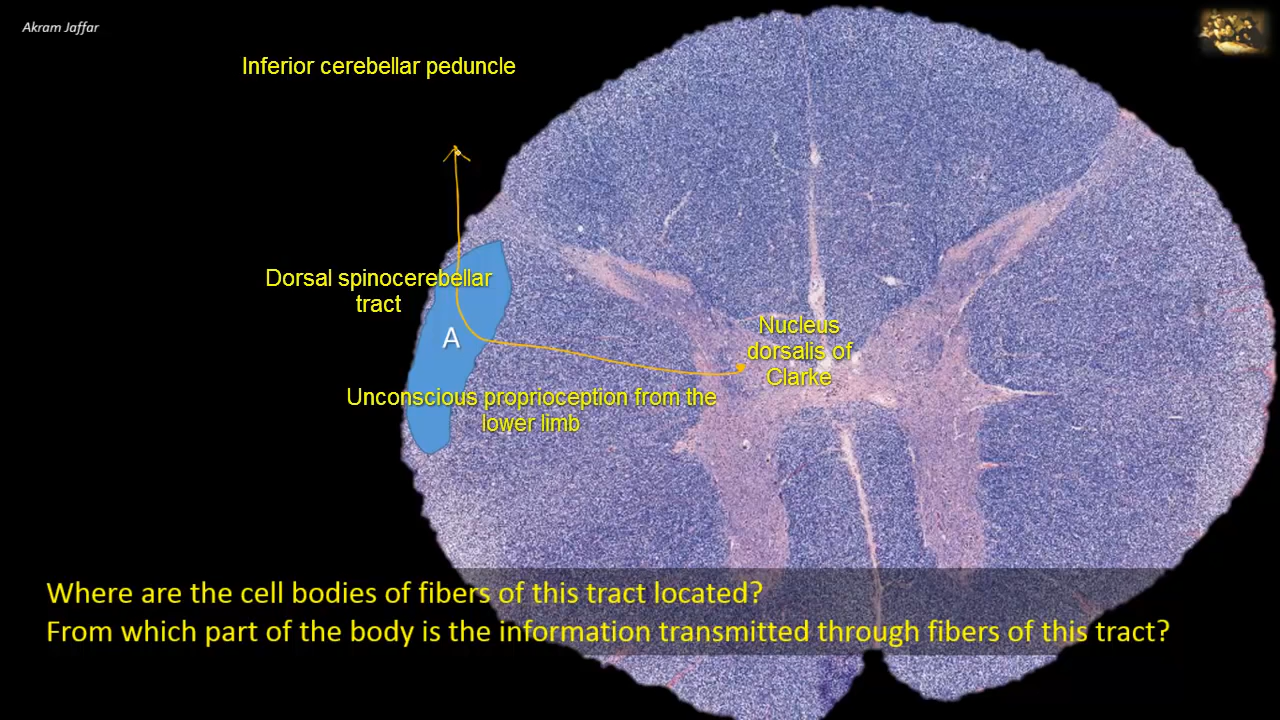 Akram Jaffar
Inferior cerebellar peduncle
Dorsal spinocerebellar
tract
A
Nucleus
dorsalis of
Clarke
Unconscious proprioception from the
lower limb
Where are the cell bodies of fibers of this tract located?
From which part of the body is the information transmitted through fibers of this tract?